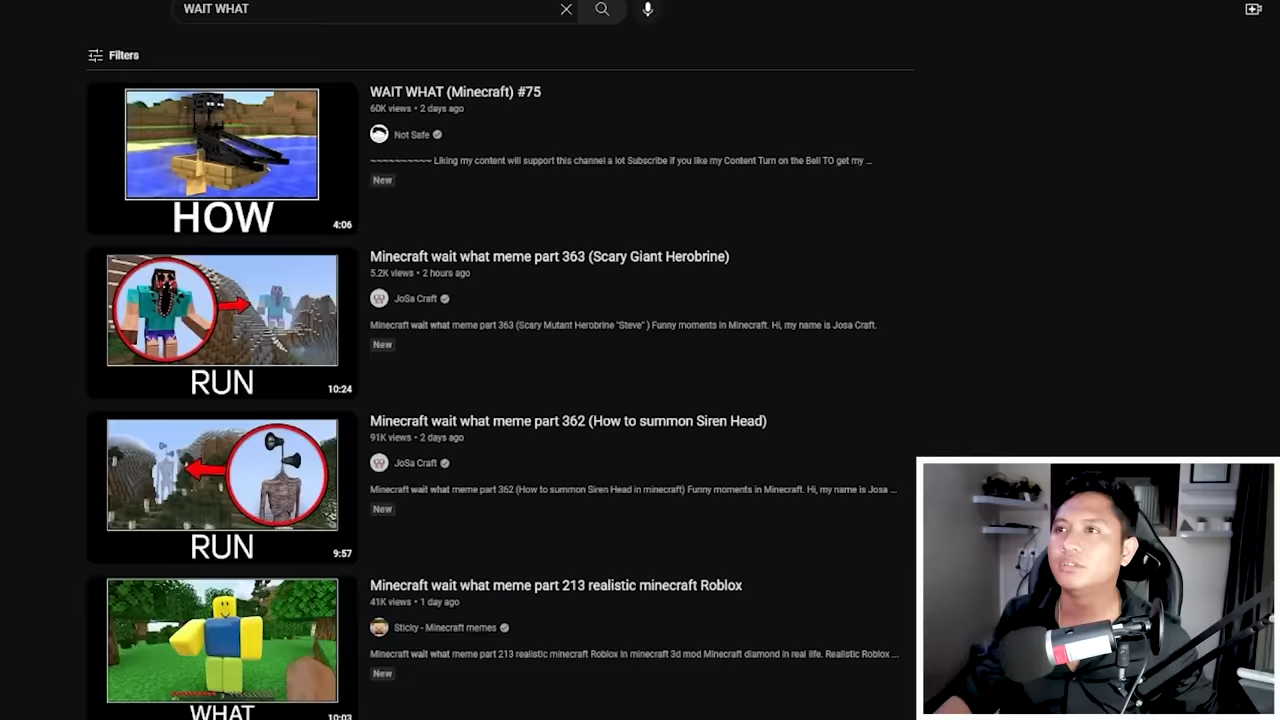 WAIT WHAT
Filters
WAIT WHAT (Minecraft) #75
60K views • 2 days ago
Not Safe
~~~~~~~~~~ Liking my content will support this channel a lot Subscribe if you like my Content Turn on the Bell TO get my ...
New
HOW
4:06
Minecraft wait what meme part 363 (Scary Giant Herobrine)
5.2K views • 2 hours ago
JoSa Craft
Minecraft wait what meme part 363 (Scary Mutant Herobrine "Steve" ) Funny moments in Minecraft. Hi, my name is Josa Craft.
New
RUN
10:24
Minecraft wait what meme part 362 (How to summon Siren Head)
91K views • 2 days ago
JoSa Craft
Minecraft wait what meme part 362 (How to summon Siren Head in minecraft) Funny moments in Minecraft. Hi, my name is Josa ...
New
RUN
9:57
Minecraft wait what meme part 213 realistic minecraft Roblox
41K views • 1 day ago
Sticky - Minecraft memes
Minecraft wait what meme part 213 realistic minecraft Roblox in minecraft 3d mod Minecraft diamond in real life. Realistic Roblox ...
New
WHAT
10:03